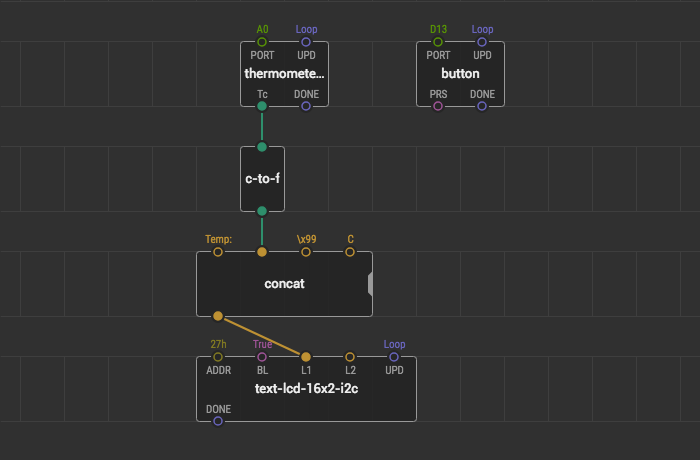 A0 Loop D13 Loop
PORT UPD PORT UPD
thermomete... button
Tc DONE PRS DONE
c-to-f
Temp: \x99 C
concat
27h True Loop
ADDR BL L1 L2 UPD
text-lcd-16x2-i2c
DONE